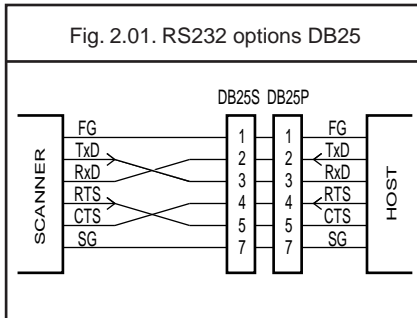 Fig. 2.01. RS232 options DB25
DB25S DB25P
FG 1 1 FG
TxD 2 2 TxD
RxD 3 3 RxD
RTS 4 4 RTS
CTS 5 5 CTS
SG 7 7 SG
SCANNER
HOST